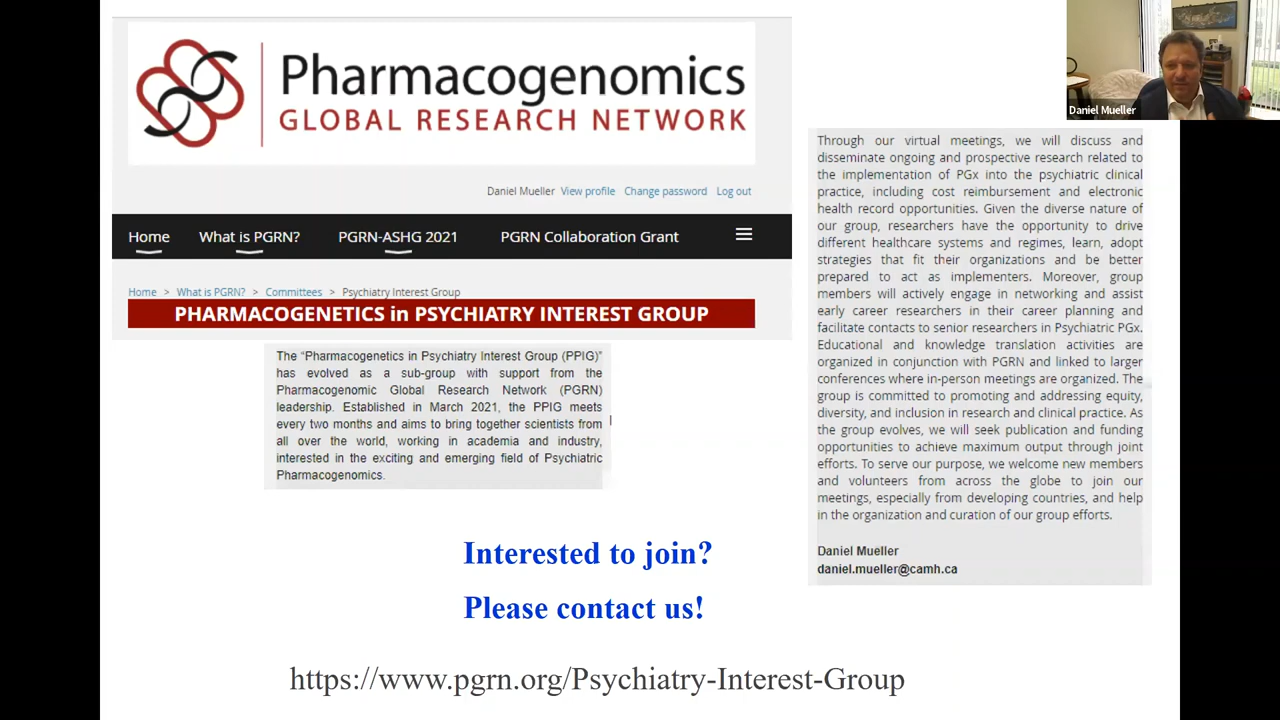 Pharmacogenomics
GLOBAL RESEARCH NETWORK
Daniel Mueller View profile Change password Log out
Home What is PGRN? PGRN-ASHG 2021 PGRN Collaboration Grant
Home > What is PGRN? > Committees > Psychiatry Interest Group
PHARMACOGENETICS in PSYCHIATRY INTEREST GROUP
The “Pharmacogenetics in Psychiatry Interest Group (PPIG)”
has evolved as a sub-group with support from the
Pharmacogenomic Global Research Network (PGRN)
leadership. Established in March 2021, the PPIG meets
every two months and aims to bring together scientists from
all over the world, working in academia and industry,
interested in the exciting and emerging field of Psychiatric
Pharmacogenomics.
Interested to join?
Please contact us!
https://www.pgrn.org/Psychiatry-Interest-Group
Daniel Mueller
Through our virtual meetings, we will discuss and
disseminate ongoing and prospective research related to
the implementation of PGx into the psychiatric clinical
practice, including cost reimbursement and electronic
health record opportunities. Given the diverse nature of
our group, researchers have the opportunity to drive
different healthcare systems and regimes, learn, adopt
strategies that fit their organizations and be better
prepared to act as implementers. Moreover, group
members will actively engage in networking and assist
early career researchers in their career planning and
facilitate contacts to senior researchers in Psychiatric PGx.
Educational and knowledge translation activities are
organized in conjunction with PGRN and linked to larger
conferences where in-person meetings are organized. The
group is committed to promoting and addressing equity,
diversity, and inclusion in research and clinical practice. As
the group evolves, we will seek publication and funding
opportunities to achieve maximum output through joint
efforts. To serve our purpose, we welcome new members
and volunteers from across the globe to join our
meetings, especially from developing countries, and help
in the organization and curation of our group efforts.
Daniel Mueller
daniel.mueller@camh.ca